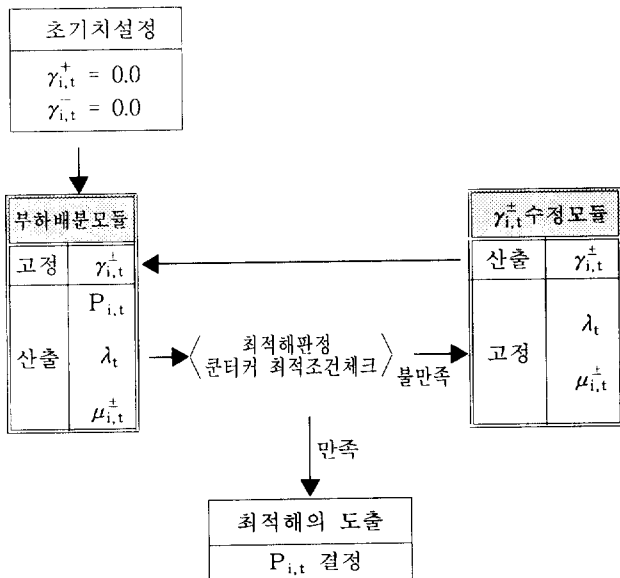 초기치설정
γ⁺ᵢ,ₜ = 0.0
γ⁻ᵢ,ₜ = 0.0
부하배분모듈
고정 γ±ᵢ,ₜ
산출
Pᵢ,ₜ
λₜ
μ±ᵢ,ₜ
최적해판정
쿤터커 최적조건체크
불만족
γ±ᵢ,ₜ수정모듈
산출 γ±ᵢ,ₜ
고정
λₜ
μ±ᵢ,ₜ
만족
최적해의 도출
Pᵢ,ₜ 결정